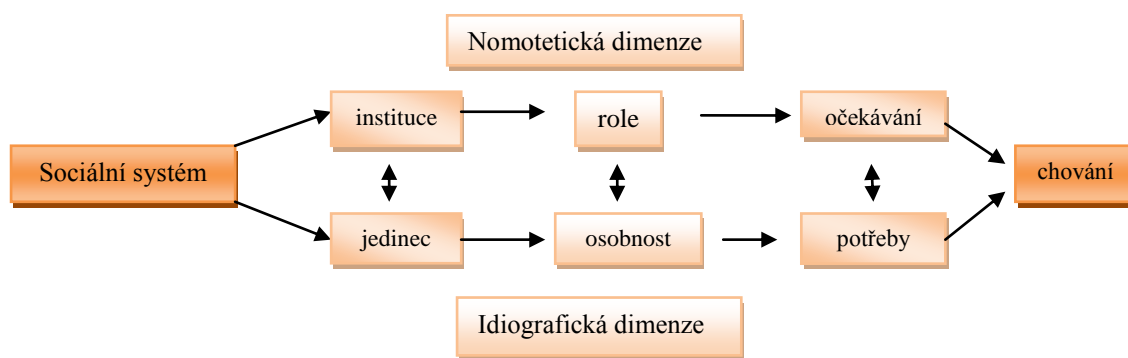 Nomotetická dimenze
instituce
role
očekávání
Sociální systém
chování
jedinec
osobnost
potřeby
Idiografická dimenze